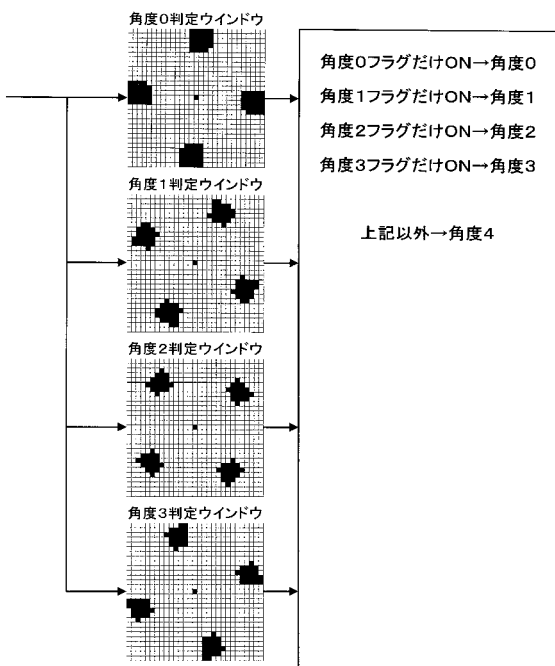 角度0判定ウインドウ
角度1判定ウインドウ
角度2判定ウインドウ
角度3判定ウインドウ
角度0フラグだけON→角度0
角度1フラグだけON→角度1
角度2フラグだけON→角度2
角度3フラグだけON→角度3
上記以外→角度4